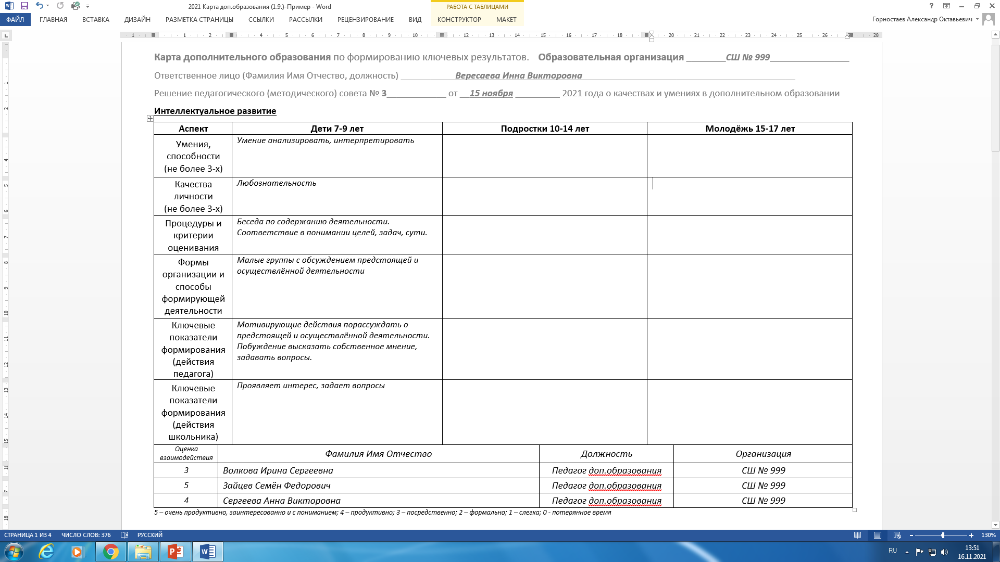 2021 Карта доп.образования (1.9.)-Пример - Word
РАБОТА С ТАБЛИЦАМИ
ФАЙЛ ГЛАВНАЯ ВСТАВКА ДИЗАЙН РАЗМЕТКА СТРАНИЦЫ ССЫЛКИ РАССЫЛКИ РЕЦЕНЗИРОВАНИЕ ВИД КОНСТРУКТОР МАКЕТ
Горностаев Александр Октавьевич
Карта дополнительного образования по формированию ключевых результатов. Образовательная организация ________СШ № 999________________
Ответственное лицо (Фамилия Имя Отчество, должность) ___________Вересаева Инна Викторовна___________________________________________
Решение педагогического (методического) совета № 3____________ от __15 ноября _________ 2021 года о качествах и умениях в дополнительном образовании
Интеллектуальное развитие
Аспект Дети 7-9 лет Подростки 10-14 лет Молодёжь 15-17 лет
Умения,
способности
(не более 3-х)
Умение анализировать, интерпретировать
Качества
личности
(не более 3-х)
Любознательность
Процедуры и
критерии
оценивания
Беседа по содержанию деятельности.
Соответствие в понимании целей, задач, сути.
Формы
организации и
способы
формирующей
деятельности
Малые группы с обсуждением предстоящей и
осуществлённой деятельности
Ключевые
показатели
формирования
(действия
педагога)
Мотивирующие действия порассуждать о
предстоящей и осуществлённой деятельности.
Побуждение высказать собственное мнение,
задавать вопросы.
Ключевые
показатели
формирования
(действия
школьника)
Проявляет интерес, задает вопросы
Оценка
взаимодействия
Фамилия Имя Отчество Должность Организация
3 Волкова Ирина Сергеевна Педагог доп.образования СШ № 999
5 Зайцев Семён Федорович Педагог доп.образования СШ № 999
4 Сергеева Анна Викторовна Педагог доп.образования СШ № 999
5 – очень продуктивно, заинтересованно и с пониманием; 4 – продуктивно; 3 – посредственно; 2 – формально; 1 – слегка; 0 - потерянное время
СТРАНИЦА 1 ИЗ 4 ЧИСЛО СЛОВ: 376 РУССКИЙ 130%
RU 13:51
16.11.2021